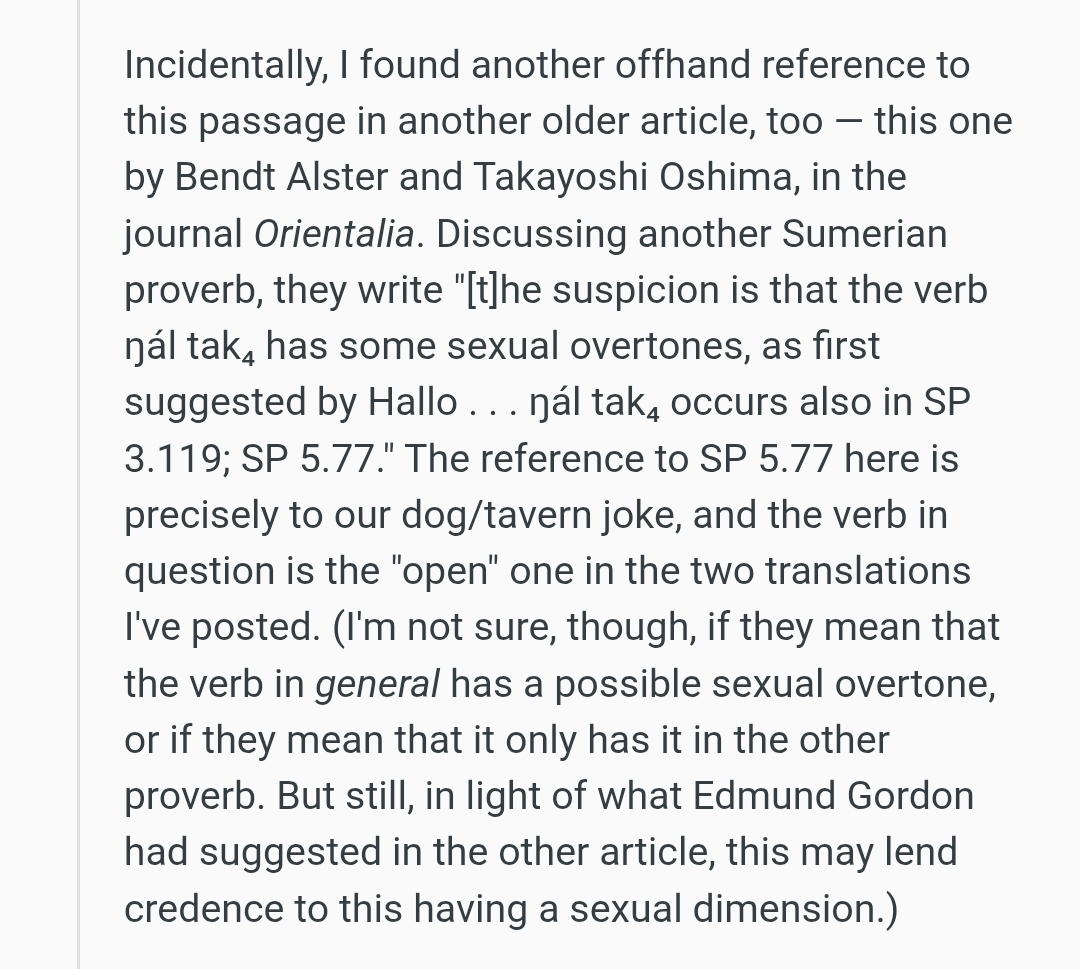 Incidentally, I found another offhand reference to
this passage in another older article, too — this one
by Bendt Alster and Takayoshi Oshima, in the
journal Orientalia. Discussing another Sumerian
proverb, they write "[t]he suspicion is that the verb
ŋál tak₄ has some sexual overtones, as first
suggested by Hallo . . . ŋál tak₄ occurs also in SP
3.119; SP 5.77." The reference to SP 5.77 here is
precisely to our dog/tavern joke, and the verb in
question is the "open" one in the two translations
I've posted. (I'm not sure, though, if they mean that
the verb in general has a possible sexual overtone,
or if they mean that it only has it in the other
proverb. But still, in light of what Edmund Gordon
had suggested in the other article, this may lend
credence to this having a sexual dimension.)